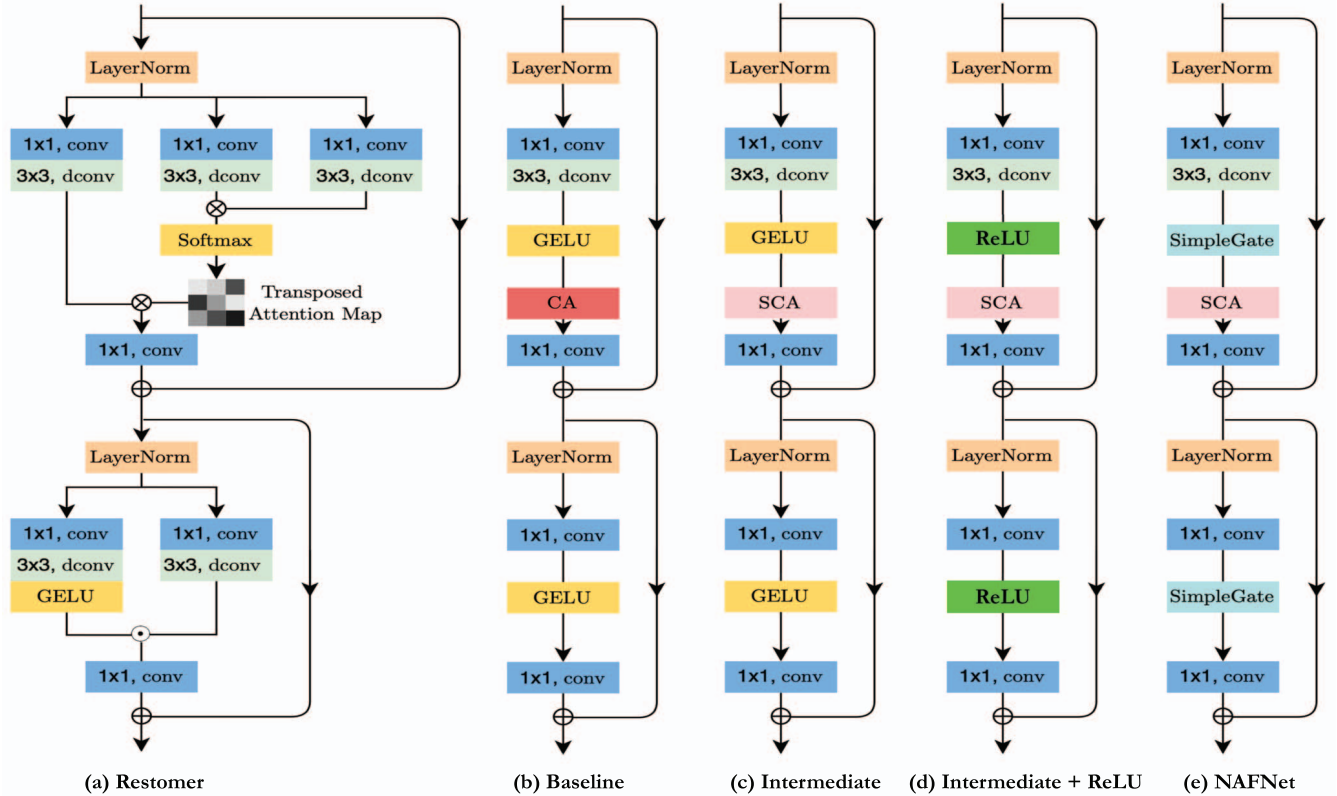 LayerNorm
1x1, conv
3x3, dconv
1x1, conv
3x3, dconv
1x1, conv
3x3, dconv
Softmax
Transposed
Attention Map
1x1, conv
LayerNorm
1x1, conv
3x3, dconv
GELU
1x1, conv
3x3, dconv
1x1, conv
(a) Restomer
LayerNorm
1x1, conv
3x3, dconv
GELU
CA
1x1, conv
LayerNorm
1x1, conv
GELU
1x1, conv
(b) Baseline
LayerNorm
1x1, conv
3x3, dconv
GELU
SCA
1x1, conv
LayerNorm
1x1, conv
GELU
1x1, conv
(c) Intermediate
LayerNorm
1x1, conv
3x3, dconv
ReLU
SCA
1x1, conv
LayerNorm
1x1, conv
ReLU
1x1, conv
(d) Intermediate + ReLU
LayerNorm
1x1, conv
3x3, dconv
SimpleGate
SCA
1x1, conv
LayerNorm
1x1, conv
SimpleGate
1x1, conv
(e) NAFNet